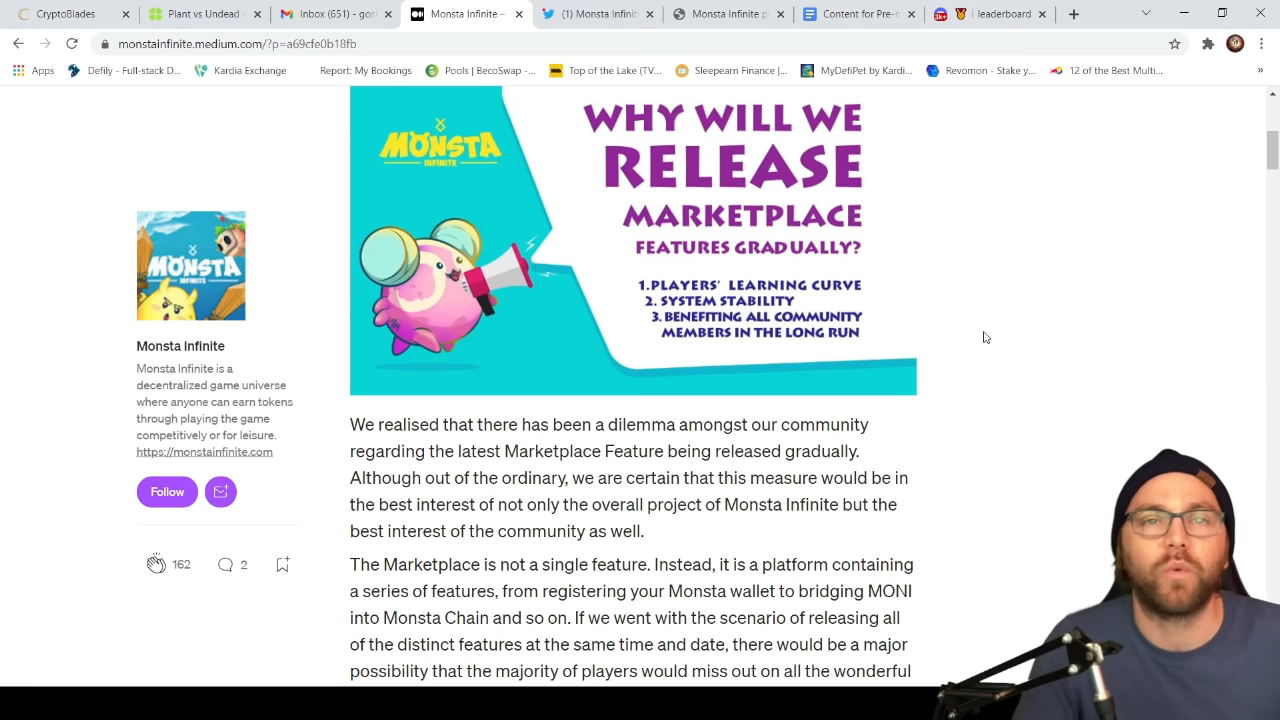 CryptoBlades
Plant vs Undead -
Inbox (651) - gos
Monsta Infinite –
(1) Monsta Infinit
Monsta Infinite p
Content for Pre-r
leaderboard
monstainfinite.medium.com/?p=a69cfe0b18fb
Apps
Defily - Full-stack D...
Kardia Exchange
Report: My Bookings
Pools | BecoSwap -...
Top of the Lake (TV...
Sleepearn Finance |...
MyDefiPet by Kardi...
Revomon - Stake y...
12 of the Best Multi...
»
MONSTA
INFINITE
WHY WILL WE
RELEASE
MARKETPLACE
FEATURES GRADUALLY?
1.PLAYERS' LEARNING CURVE
2. SYSTEM STABILITY
3. BENEFITING ALL COMMUNITY
MEMBERS IN THE LONG RUN
MONSTA
INFINITE
Monsta Infinite
Monsta Infinite is a
decentralized game universe
where anyone can earn tokens
through playing the game
competitively or for leisure.
https://monstainfinite.com
Follow
162
2
We realised that there has been a dilemma amongst our community
regarding the latest Marketplace Feature being released gradually.
Although out of the ordinary, we are certain that this measure would be in
the best interest of not only the overall project of Monsta Infinite but the
best interest of the community as well.
The Marketplace is not a single feature. Instead, it is a platform containing
a series of features, from registering your Monsta wallet to bridging MONI
into Monsta Chain and so on. If we went with the scenario of releasing all
of the distinct features at the same time and date, there would be a major
possibility that the majority of players would miss out on all the wonderful